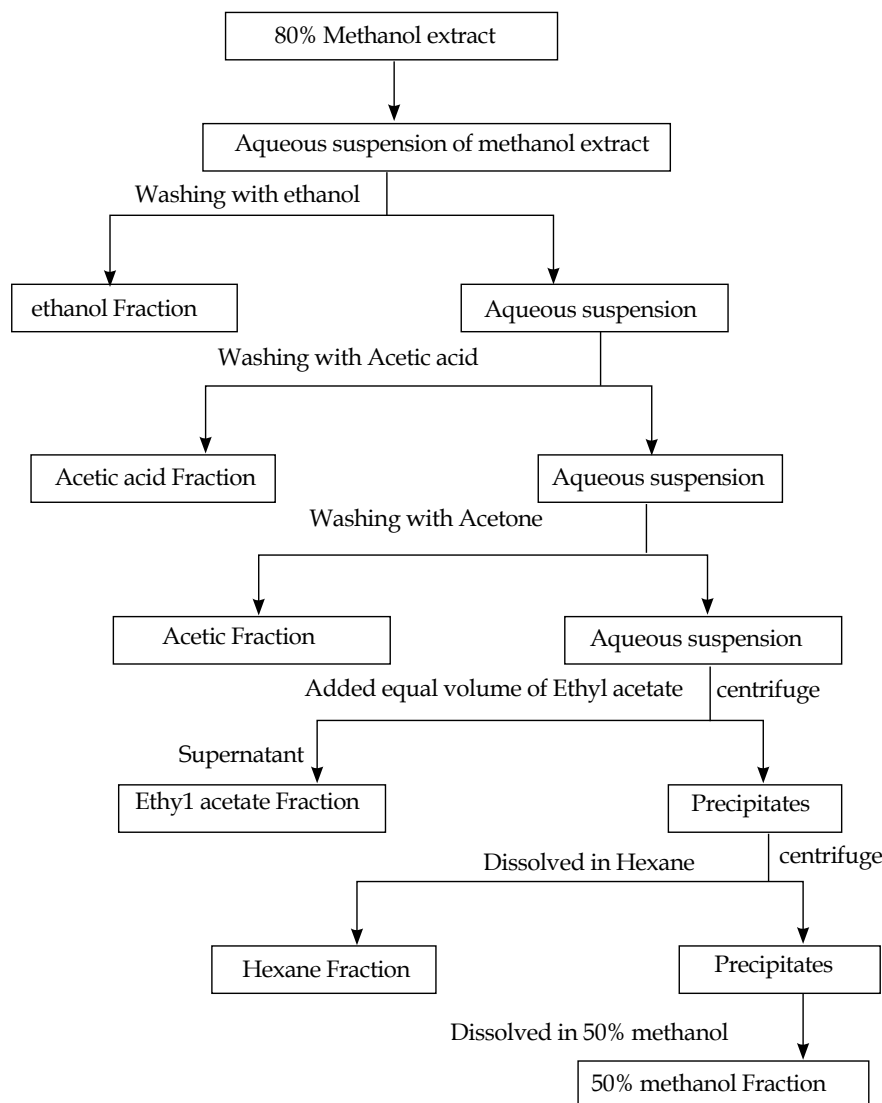 80% Methanol extract
Aqueous suspension of methanol extract
Washing with ethanol
ethanol Fraction
Aqueous suspension
Washing with Acetic acid
Acetic acid Fraction
Aqueous suspension
Washing with Acetone
Acetic Fraction
Aqueous suspension
Added equal volume of Ethyl acetate
centrifuge
Supernatant
Ethy1 acetate Fraction
Precipitates
Dissolved in Hexane
centrifuge
Hexane Fraction
Precipitates
Dissolved in 50% methanol
50% methanol Fraction